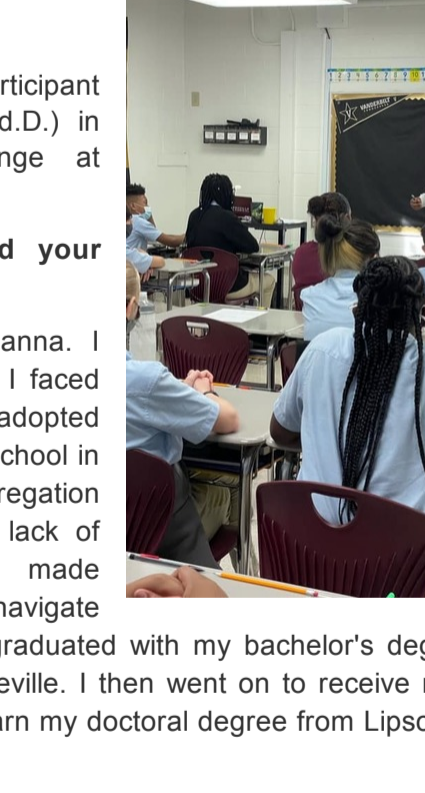 rticipant
d.D.) in
nge at
d your
anna. I
I faced
adopted
chool in
regation
lack of
made
navigate
graduated with my bachelor's deg
eville. I then went on to receive
arn my doctoral degree from Lipsc
VANDERBILT